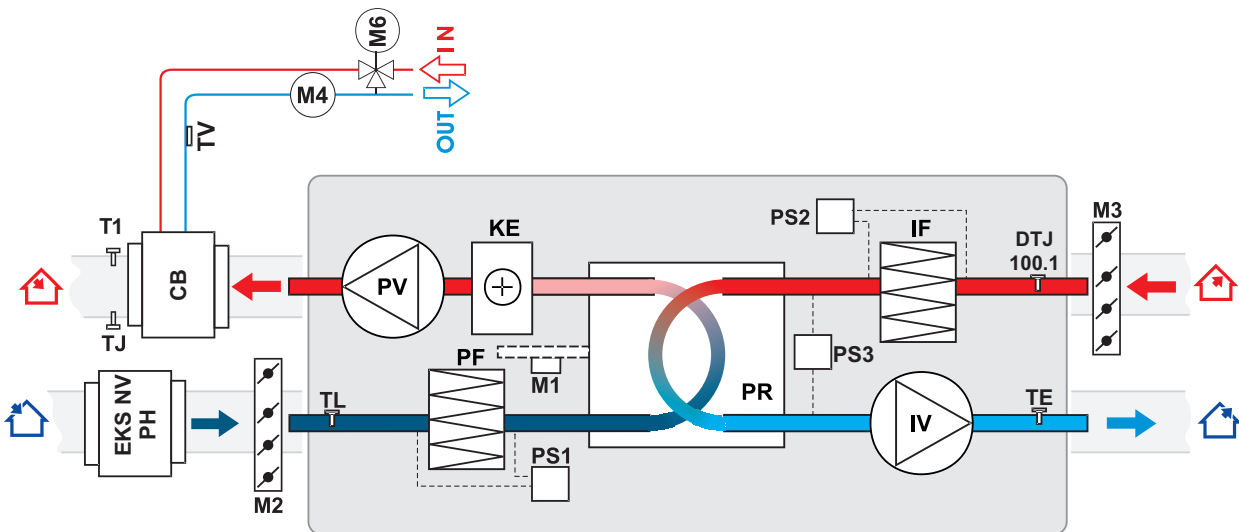 M6
IN
M4
OUT
TV
T1
PS2
M3
KE
IF
DTJ
100.1
CB
PV
TJ
PF
PS3
M1
TL
PR
TE
EKS NV
PH
IV
PS1
M2